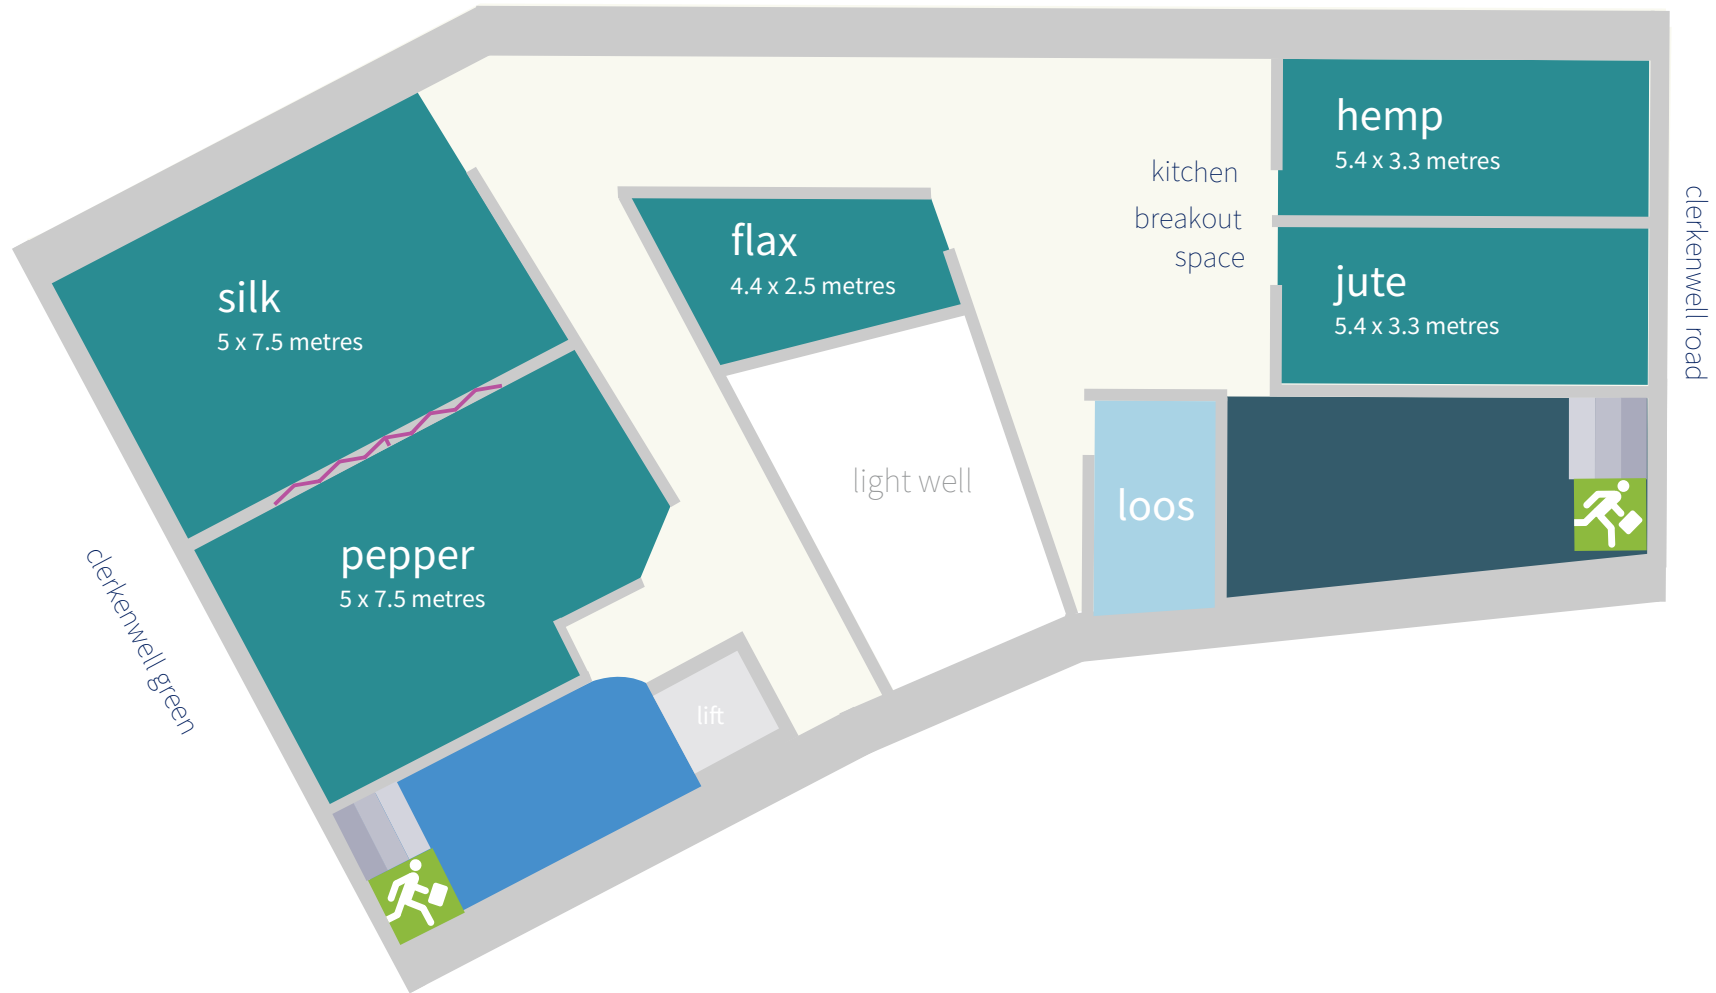 silk
5 x 7.5 metres
pepper
5 x 7.5 metres
flax
4.4 x 2.5 metres
light well
lift
kitchen
breakout
space
loos
hemp
5.4 x 3.3 metres
jute
5.4 x 3.3 metres
clerkenwell green
clerkenwell road